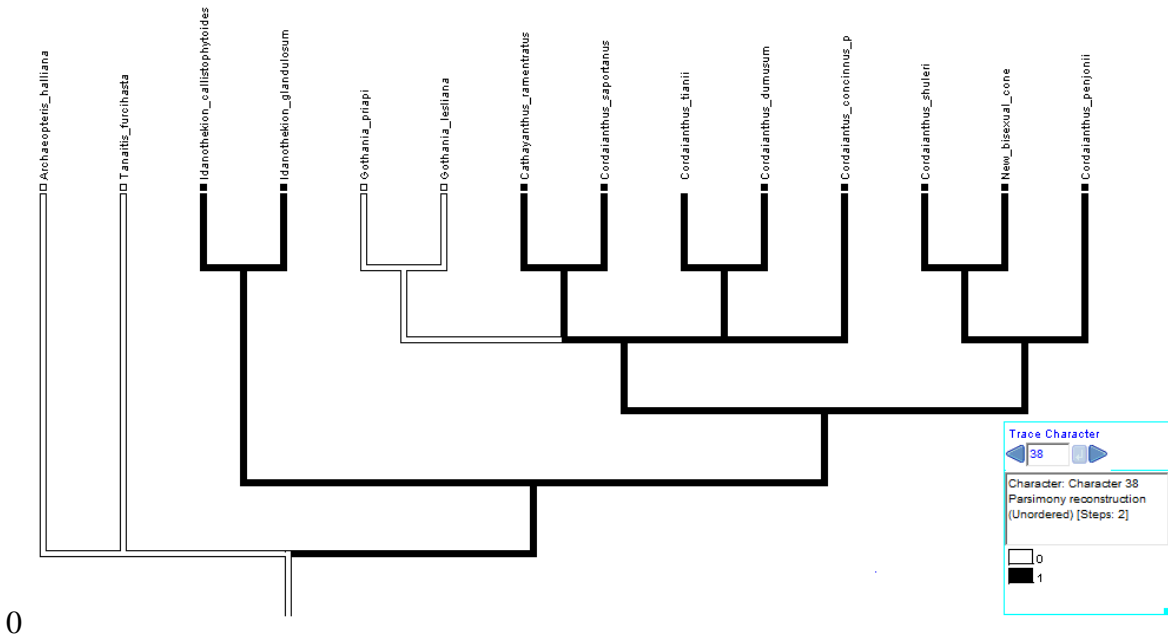 Archaeopteris_halliana
Tanaitis_furcihasta
Idanothekion_callistophytoides
Idanothekion_glandulosum
Gothania_priapi
Gothania_lesliana
Cathayanthus_ramentratus
Cordaianthus_saportanus
Cordaianthus_tianii
Cordaianthus_dumusum
Cordaiantus_concinnus_p
Cordaianthus_shuleri
New_bisexual_cone
Cordaianthus_penjonii
Trace Character
38
Character: Character 38
Parsimony reconstruction
(Unordered) [Steps: 2]
0
1
0